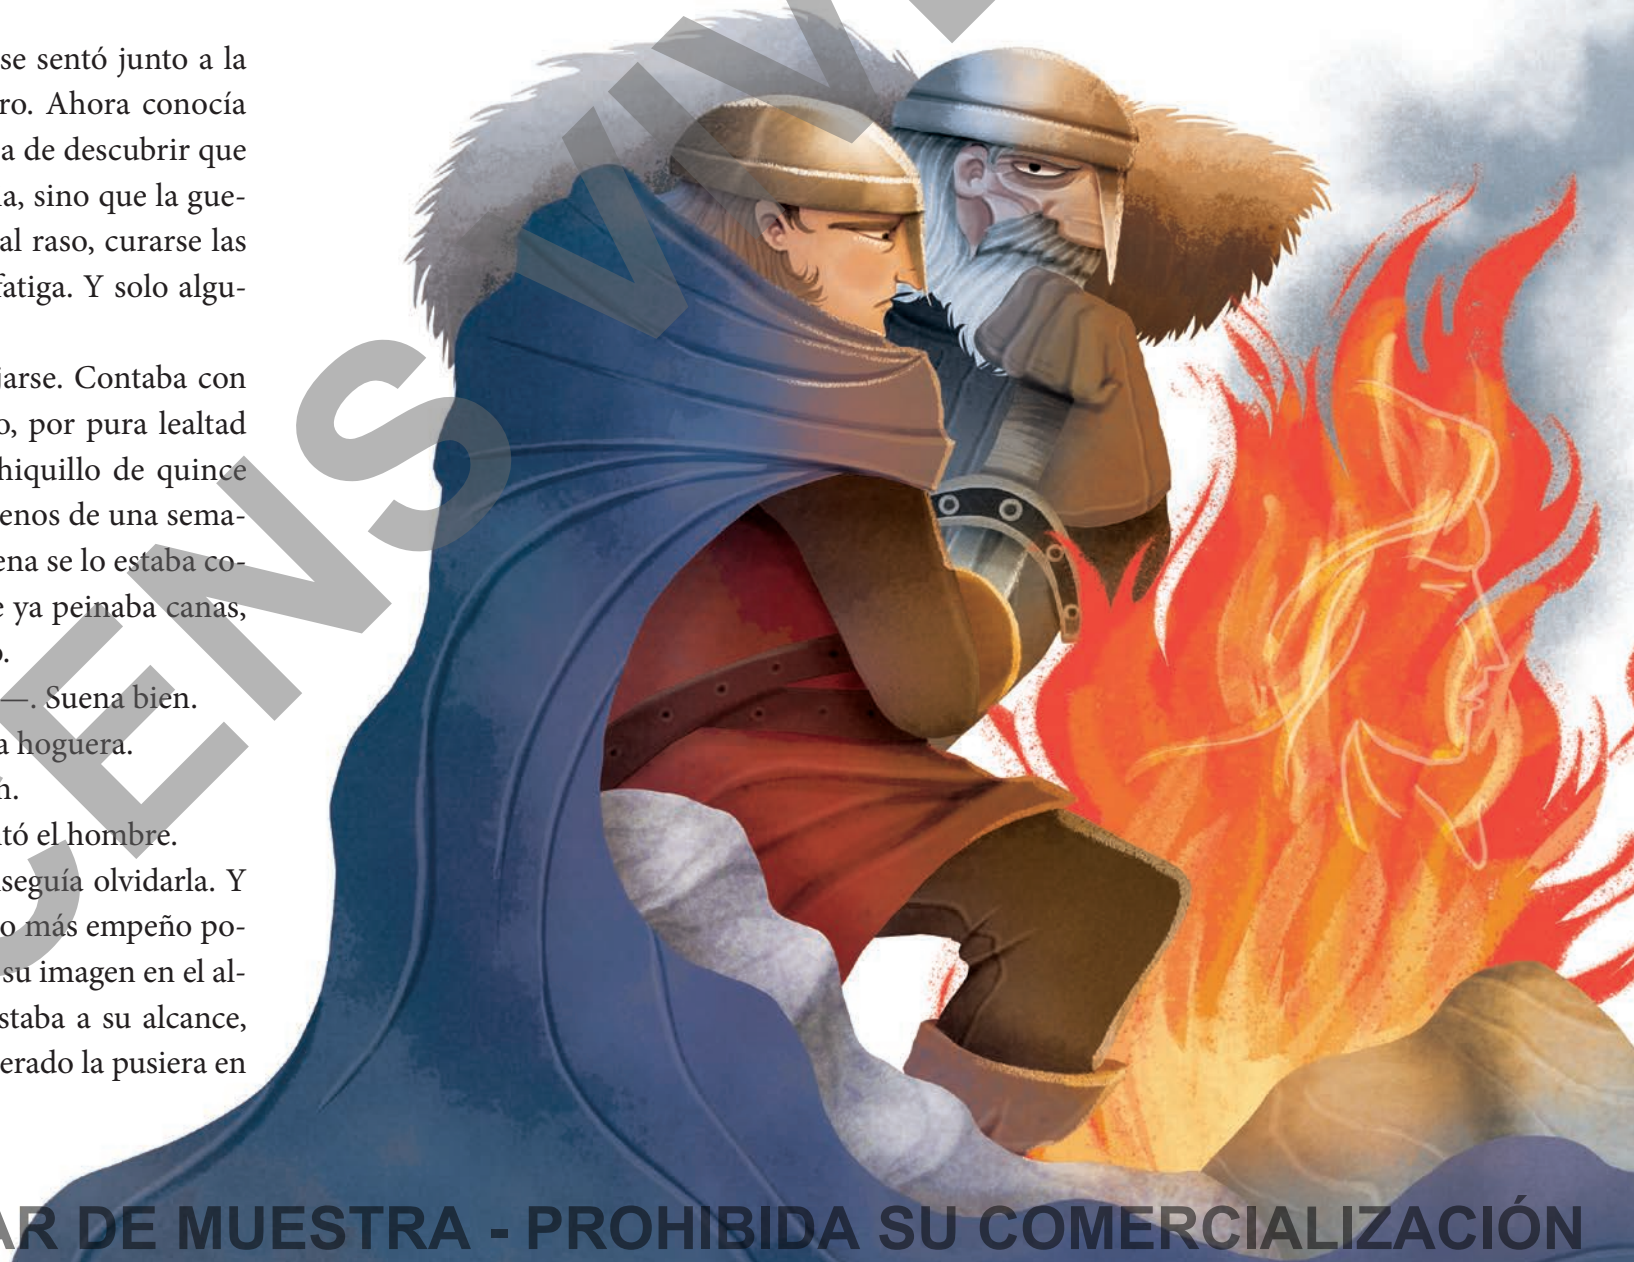 se sentó junto a la
ro. Ahora conocía
a de descubrir que
a, sino que la gue-
al raso, curarse las
fatiga. Y solo algu-
jarse. Contaba con
o, por pura lealtad
hiquillo de quince
enos de una sema-
ena se lo estaba co-
e ya peinaba canas,
o.
—. Suena bien.
a hoguera.
h.
tó el hombre.
seguía olvidarla. Y
o más empeño po-
su imagen en el al-
staba a su alcance,
erado la pusiera en
CENS VIVE
AR DE MUESTRA - PROHIBIDA SU COMERCIALIZACIÓN